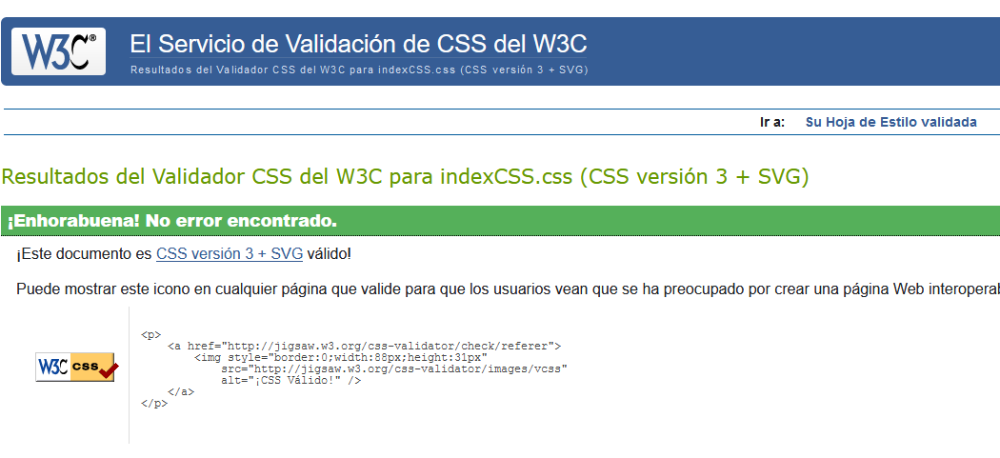 W3C®
El Servicio de Validación de CSS del W3C
Resultados del Validador CSS del W3C para indexCSS.css (CSS versión 3 + SVG)
Ir a: Su Hoja de Estilo validada
Resultados del Validador CSS del W3C para indexCSS.css (CSS versión 3 + SVG)
¡Enhorabuena! No error encontrado.
¡Este documento es CSS versión 3 + SVG válido!
Puede mostrar este icono en cualquier página que valide para que los usuarios vean que se ha preocupado por crear una página Web interoperab
W3C css
<p>
<a href="http://jigsaw.w3.org/css-validator/check/referer">
<img style="border:0;width:88px;height:31px"
src="http://jigsaw.w3.org/css-validator/images/vcss"
alt="¡CSS Válido!" />
</a>
</p>